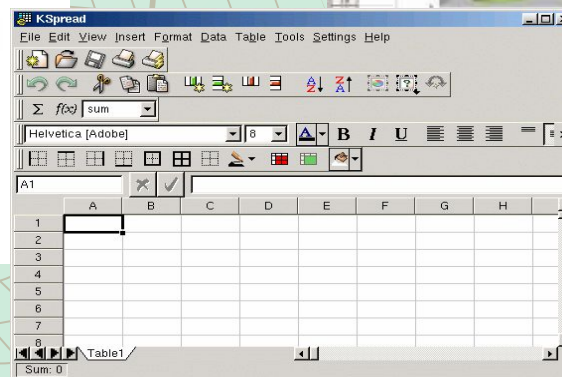 KSpread
File Edit View Insert Format Data Table Tools Settings Help
Σ f(x) sum
Helvetica [Adobe] 8 A B I U
A1
A B C D E F G H
1
2
3
4
5
6
7
8
Table1
Sum: 0